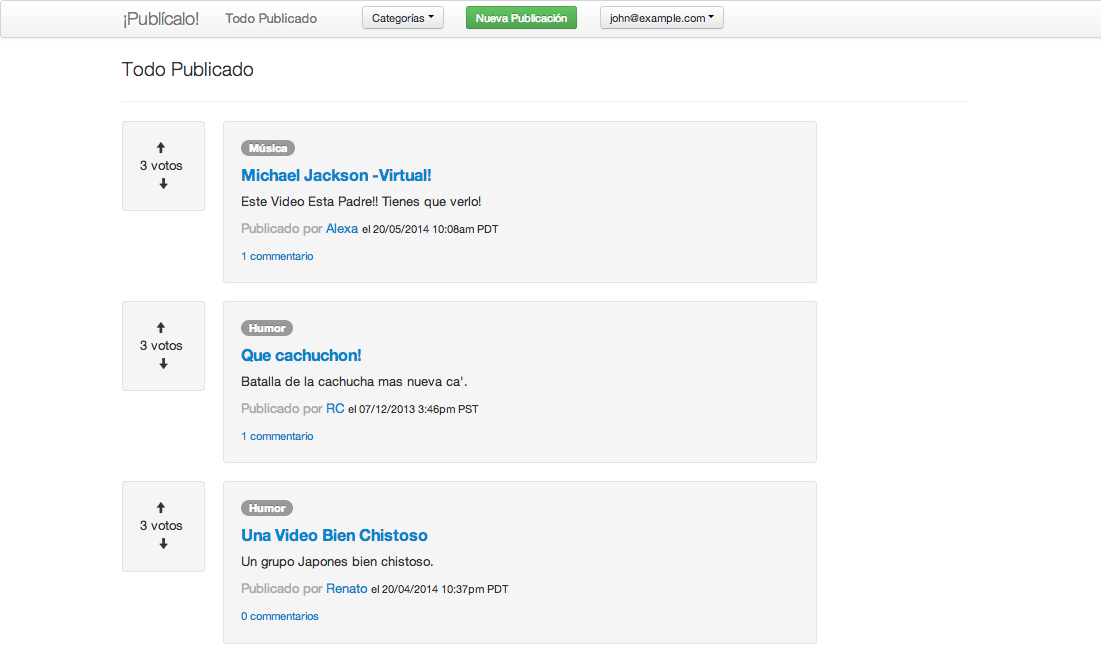 ¡Publícalo! Todo Publicado Categorías Nueva Publicación john@example.com
Todo Publicado
3 votos
Música
Michael Jackson -Virtual!
Este Video Esta Padre!! Tienes que verlo!
Publicado por Alexa el 20/05/2014 10:08am PDT
1 commentario
3 votos
Humor
Que cachuchon!
Batalla de la cachucha mas nueva ca'.
Publicado por RC el 07/12/2013 3:46pm PST
1 commentario
3 votos
Humor
Una Video Bien Chistoso
Un grupo Japones bien chistoso.
Publicado por Renato el 20/04/2014 10:37pm PDT
0 commentarios